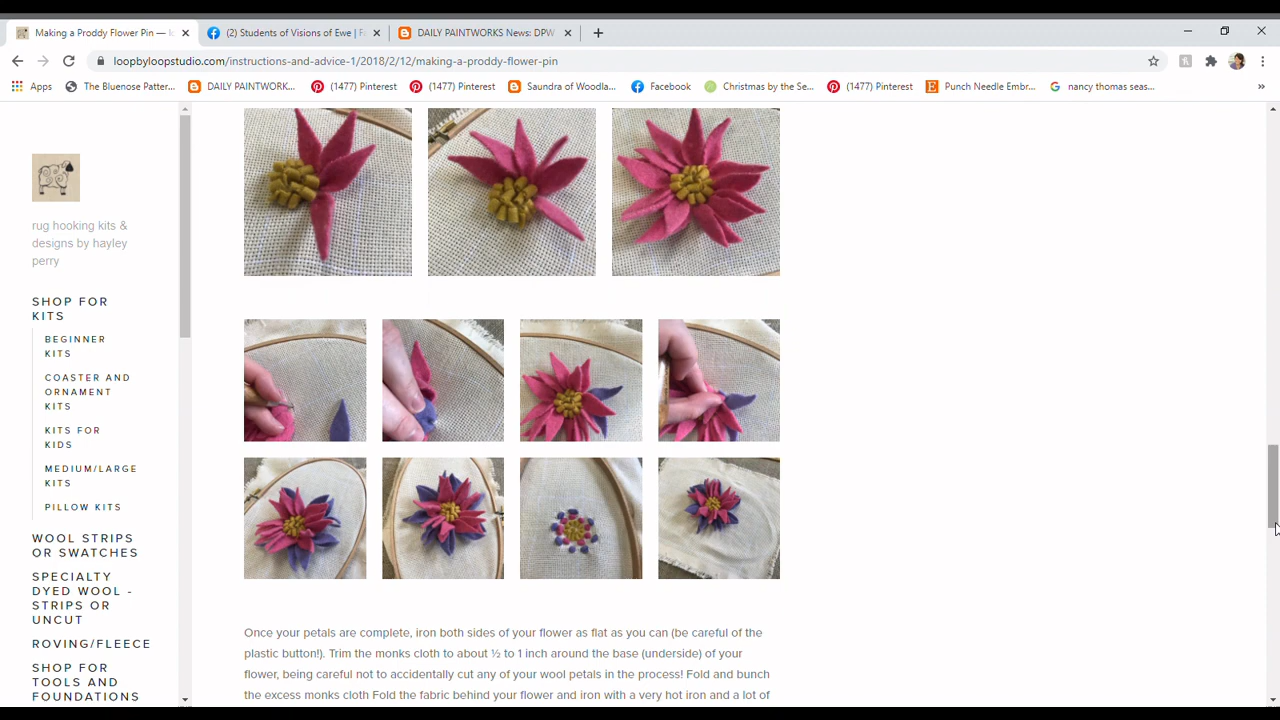 Making a Proddy Flower Pin — l
(2) Students of Visions of Ewe | Fa
DAILY PAINTWORKS News: DPW
loopbyloopstudio.com/instructions-and-advice-1/2018/2/12/making-a-proddy-flower-pin
Apps
The Bluenose Patter...
DAILY PAINTWORK...
(1477) Pinterest
(1477) Pinterest
Saundra of Woodla...
Facebook
Christmas by the Se...
(1477) Pinterest
Punch Needle Embr...
nancy thomas seas...
»
rug hooking kits &
designs by hayley
perry
SHOP FOR
KITS
BEGINNER
KITS
COASTER AND
ORNAMENT
KITS
KITS FOR
KIDS
MEDIUM/LARGE
KITS
PILLOW KITS
WOOL STRIPS
OR SWATCHES
SPECIALTY
DYED WOOL -
STRIPS OR
UNCUT
ROVING/FLEECE
SHOP FOR
TOOLS AND
FOUNDATIONS
Once your petals are complete, iron both sides of your flower as flat as you can (be careful of the
plastic button!). Trim the monks cloth to about ½ to 1 inch around the base (underside) of your
flower, being careful not to accidentally cut any of your wool petals in the process! Fold and bunch
the excess monks cloth Fold the fabric behind your flower and iron with a very hot iron and a lot of